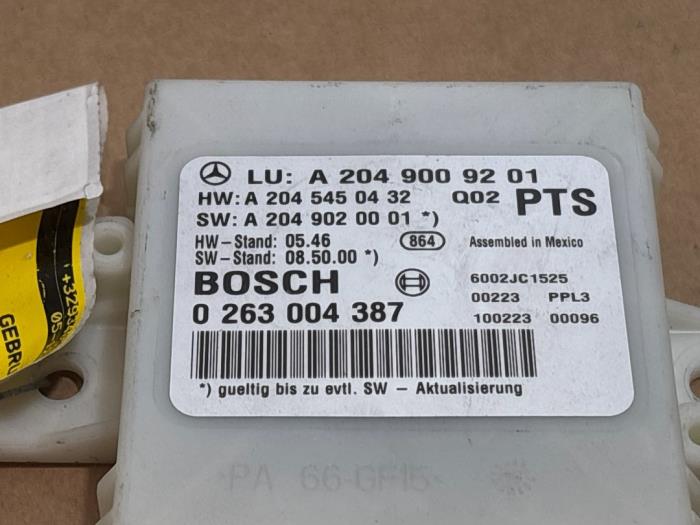 LU: A 204 900 92 01
HW: A 204 545 04 32 Q02 PTS
SW: A 204 902 00 01 *)
HW-Stand: 05.46 864 Assembled in Mexico
SW-Stand: 08.50.00 *)
BOSCH 6002JC1525
0 263 004 387 00223 PPL3
100223 00096
*) gueltig bis zu evtl. SW - Aktualisierung
PA 66-GF15